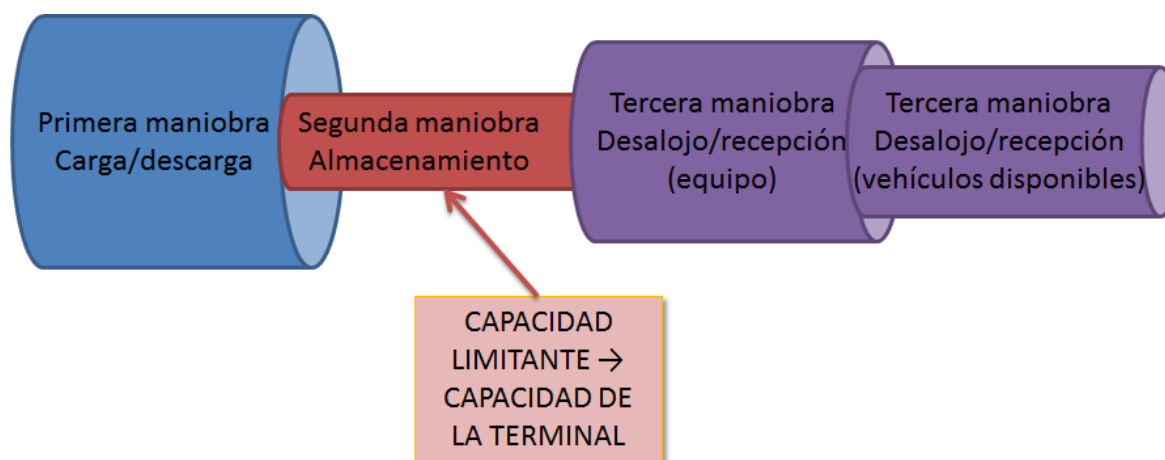 Primera maniobra
Carga/descarga
Segunda maniobra
Almacenamiento
Tercera maniobra
Desalojo/recepción
(equipo)
Tercera maniobra
Desalojo/recepción
(vehículos disponibles)
CAPACIDAD
LIMITANTE →
CAPACIDAD DE
LA TERMINAL